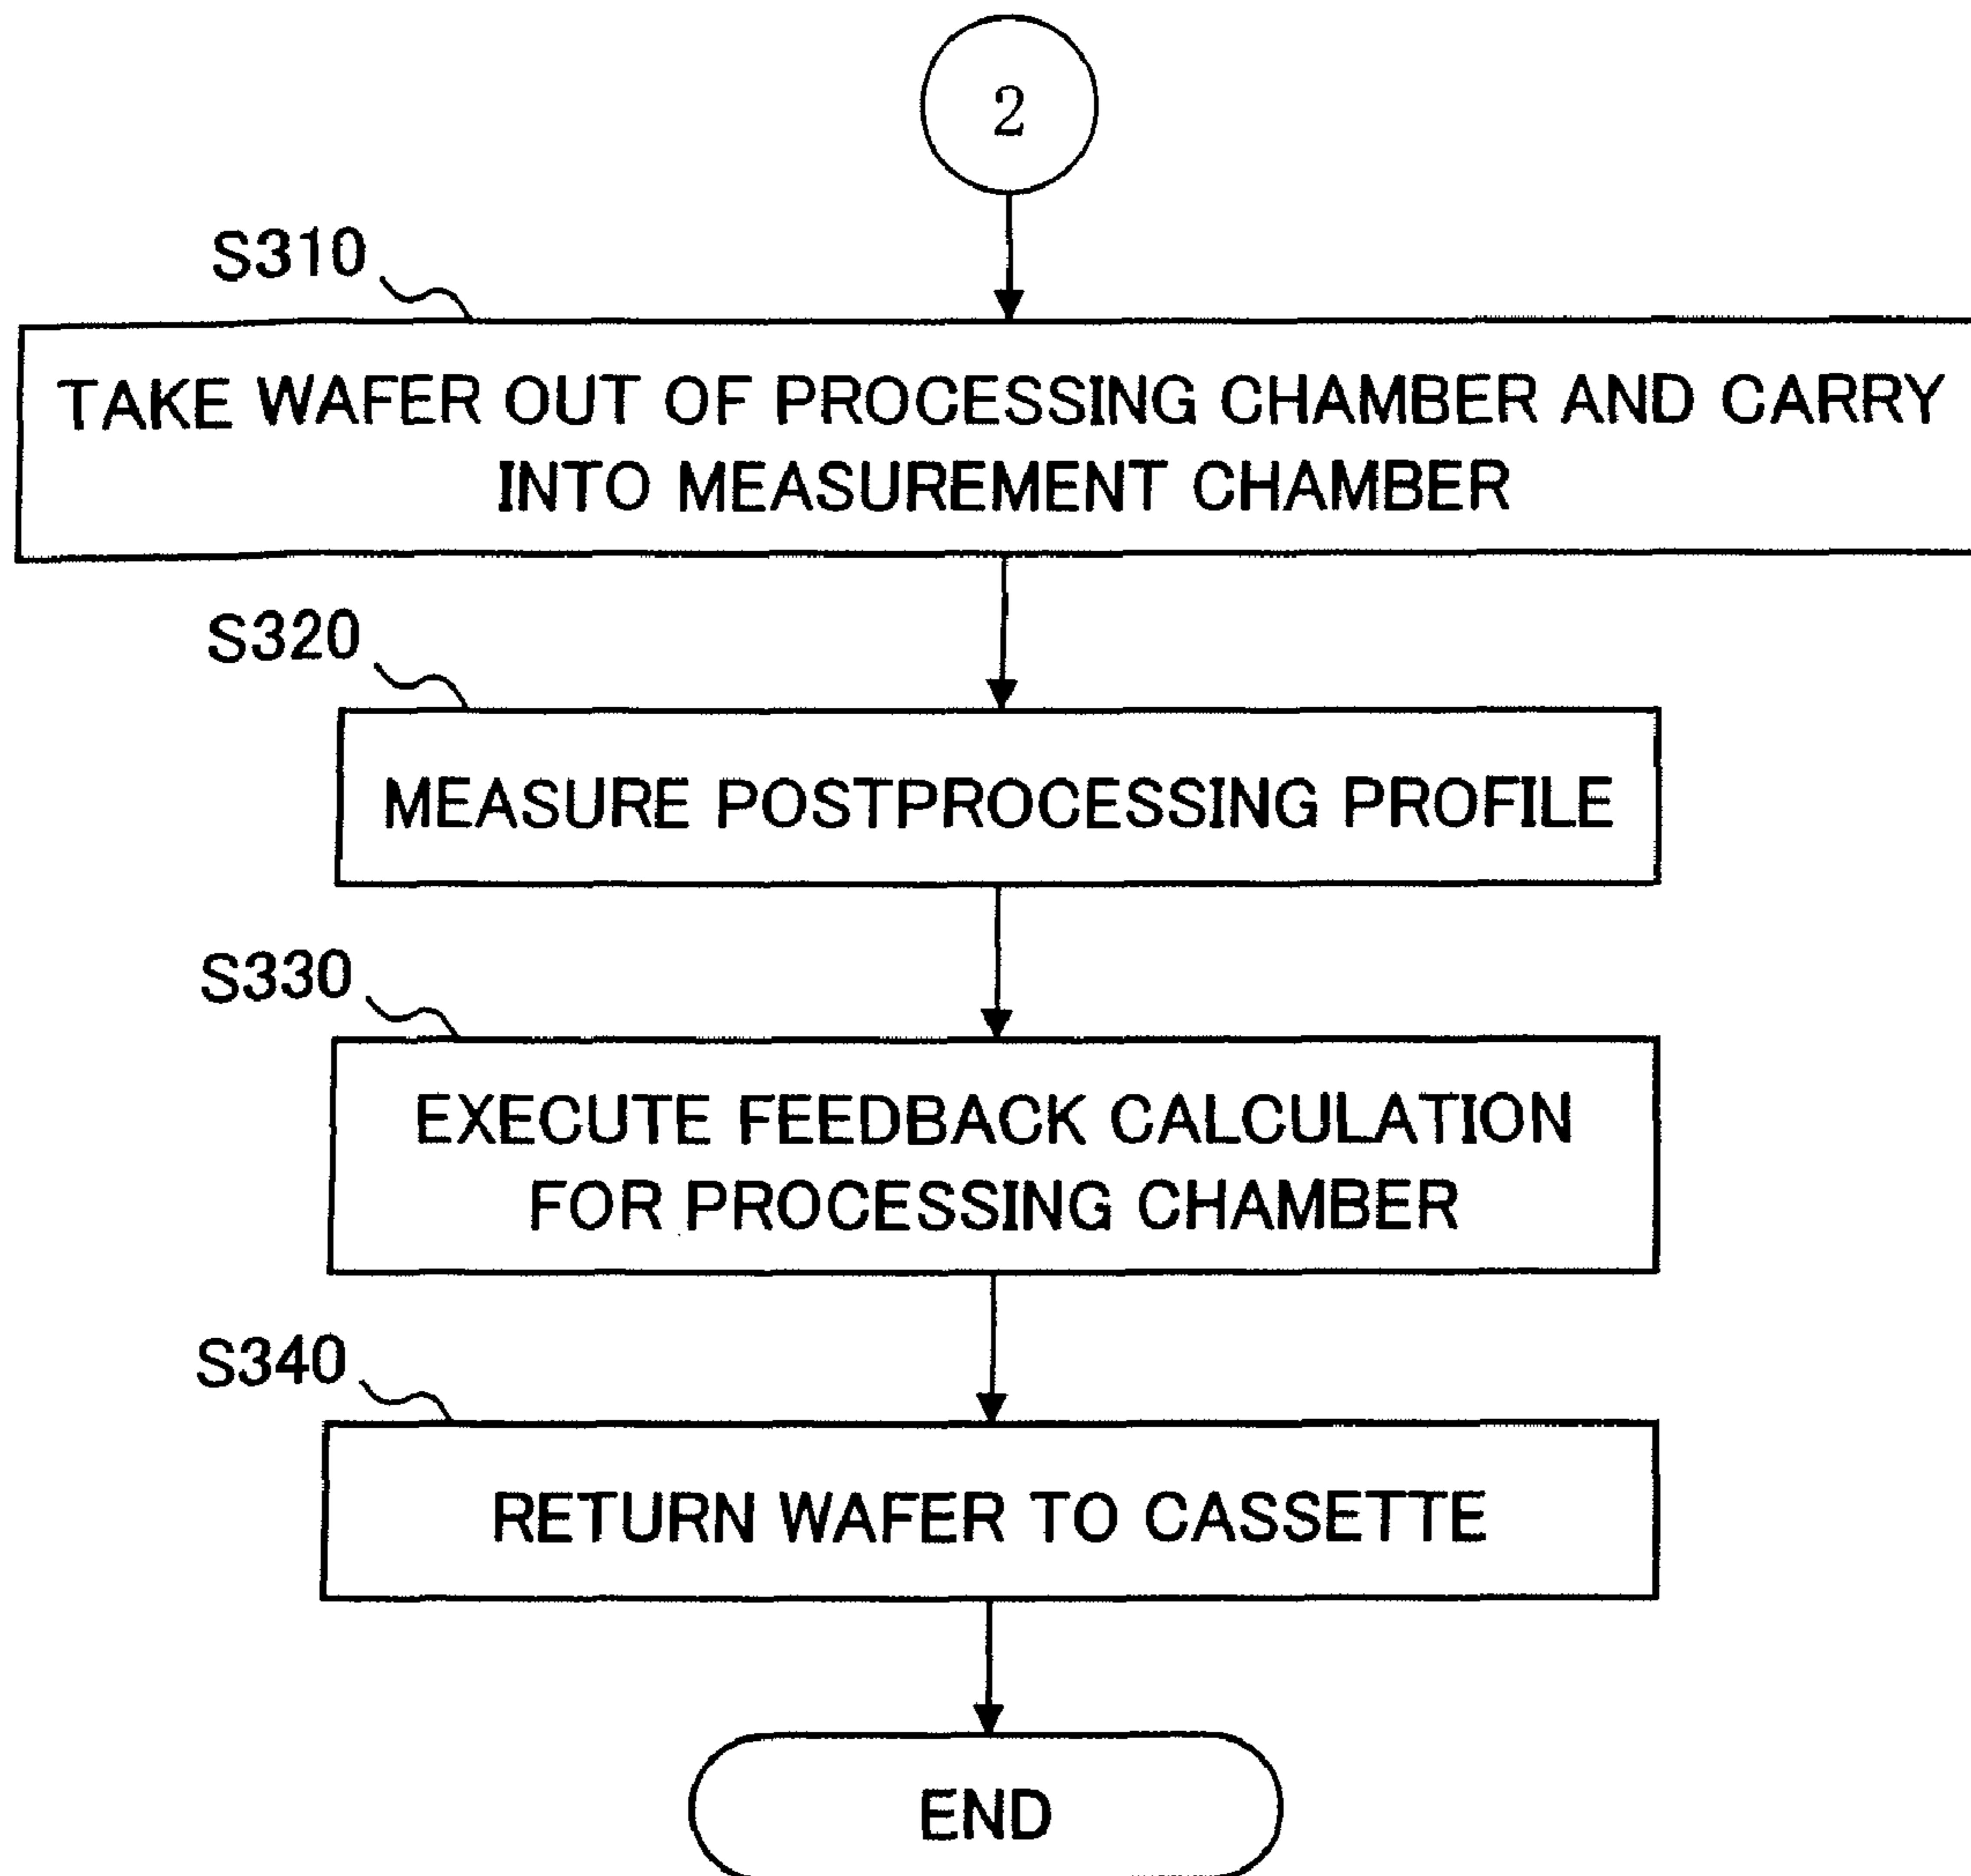 2
S310
TAKE WAFER OUT OF PROCESSING CHAMBER AND CARRY
INTO MEASUREMENT CHAMBER
S320
MEASURE POSTPROCESSING PROFILE
S330
EXECUTE FEEDBACK CALCULATION
FOR PROCESSING CHAMBER
S340
RETURN WAFER TO CASSETTE
END